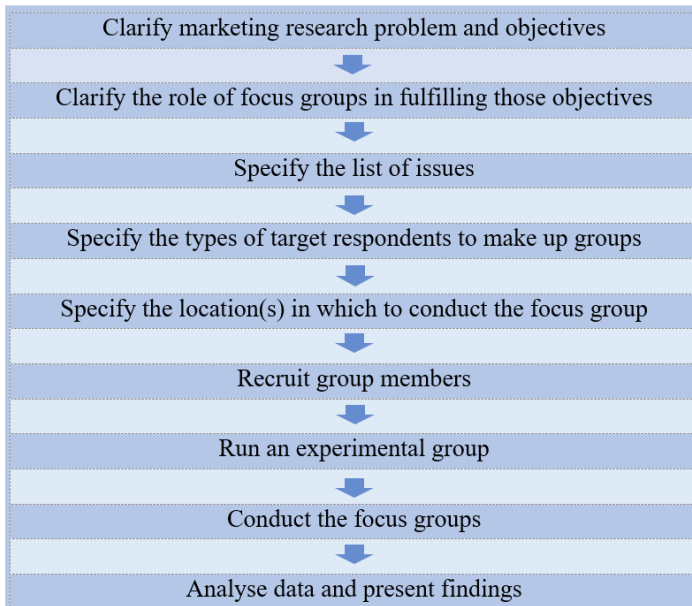 Clarify marketing research problem and objectives
Clarify the role of focus groups in fulfilling those objectives
Specify the list of issues
Specify the types of target respondents to make up groups
Specify the location(s) in which to conduct the focus group
Recruit group members
Run an experimental group
Conduct the focus groups
Analyse data and present findings